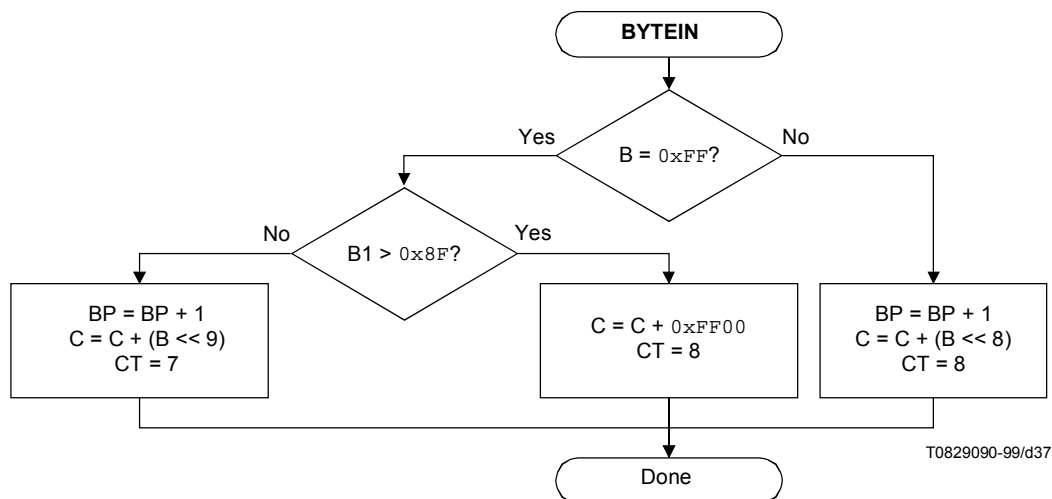 BYTEIN
Yes
No
B = 0xFF?
No
Yes
B1 > 0x8F?
BP = BP + 1
C = C + (B << 9)
CT = 7
C = C + 0xFF00
CT = 8
BP = BP + 1
C = C + (B << 8)
CT = 8
T0829090-99/d37
Done